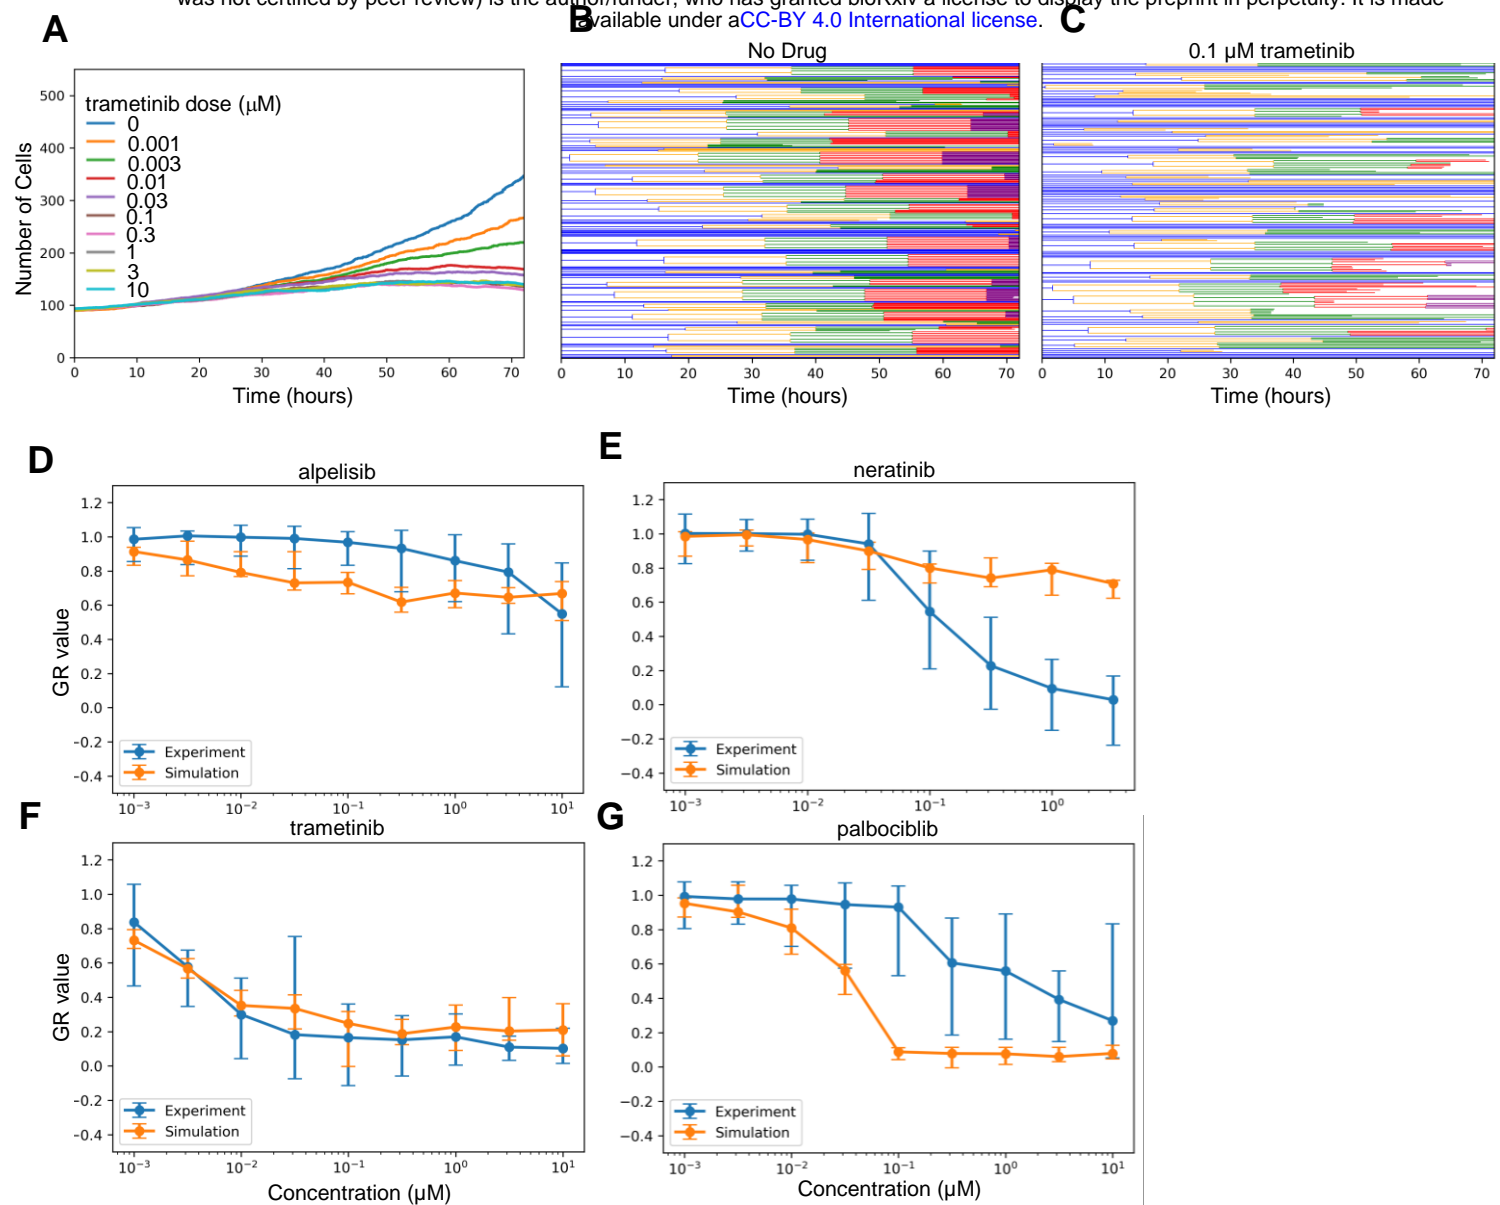 was not certified by peer review) is the author/funder, who has granted bioRxiv a license to display the preprint in perpetuity. It is made
available under aCC-BY 4.0 International license.
A
B
C
No Drug
0.1 µM trametinib
trametinib dose (µM)
0
0.001
0.003
0.01
0.03
0.1
0.3
1
3
10
Number of Cells
500
400
300
200
100
0
0 10 20 30 40 50 60 70
Time (hours)
0 10 20 30 40 50 60 70
Time (hours)
0 10 20 30 40 50 60 70
Time (hours)
D
alpelisib
GR value
1.2
1.0
0.8
0.6
0.4
0.2
0.0
-0.2
-0.4
Experiment
Simulation
10⁻³ 10⁻² 10⁻¹ 10⁰ 10¹
E
neratinib
1.2
1.0
0.8
0.6
0.4
0.2
0.0
−0.2
−0.4
Experiment
Simulation
10⁻³ 10⁻² 10⁻¹ 10⁰
F
trametinib
GR value
1.2
1.0
0.8
0.6
0.4
0.2
0.0
-0.2
-0.4
Experiment
Simulation
10⁻³ 10⁻² 10⁻¹ 10⁰ 10¹
Concentration (µM)
G
palbociblib
1.2
1.0
0.8
0.6
0.4
0.2
0.0
−0.2
−0.4
Experiment
Simulation
10⁻³ 10⁻² 10⁻¹ 10⁰ 10¹
Concentration (µM)